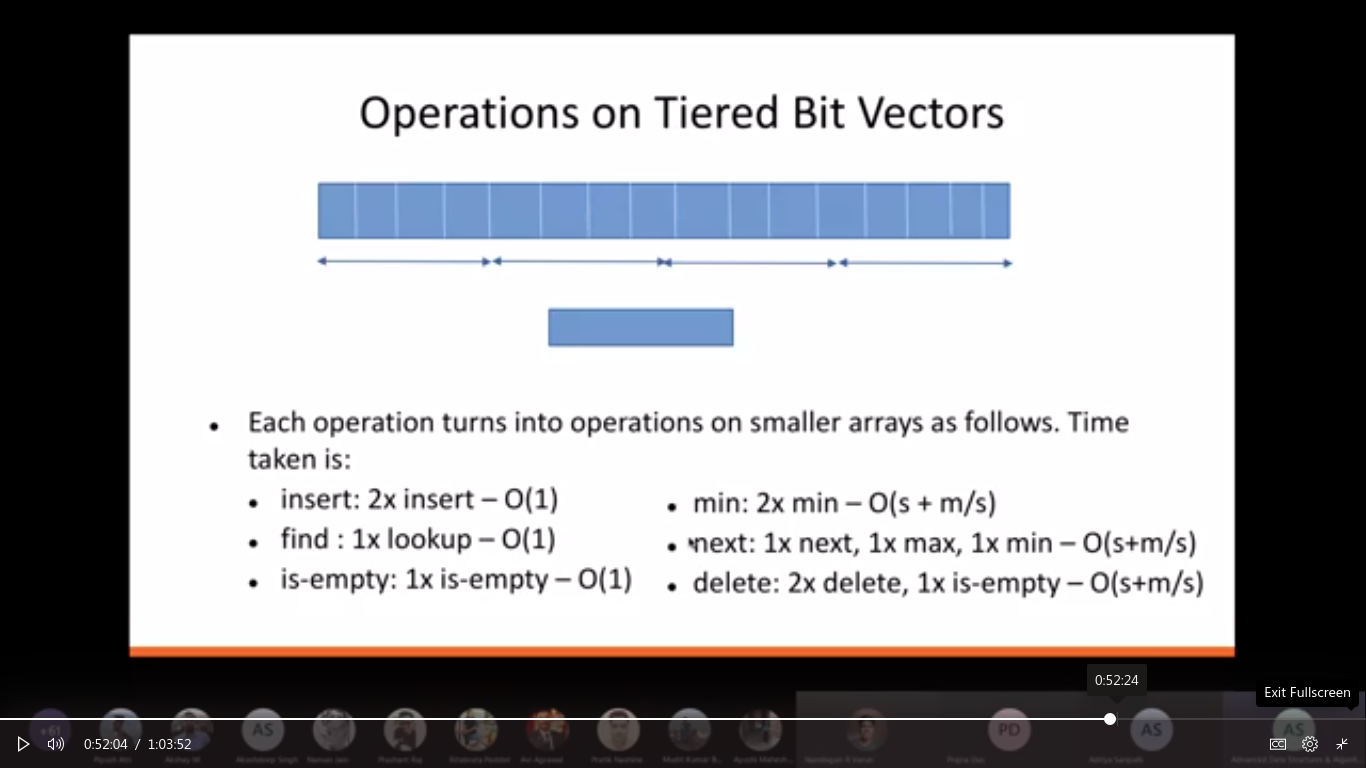 Operations on Tiered Bit Vectors
• Each operation turns into operations on smaller arrays as follows. Time
taken is:
• insert: 2x insert – O(1)
• find : 1x lookup – O(1)
• is-empty: 1x is-empty – O(1)
• min: 2x min – O(s + m/s)
• next: 1x next, 1x max, 1x min – O(s+m/s)
• delete: 2x delete, 1x is-empty – O(s+m/s)
0:52:24
Exit Fullscreen
+61
AS
PD
AS
AS
0:52:04 / 1:03:52
CC